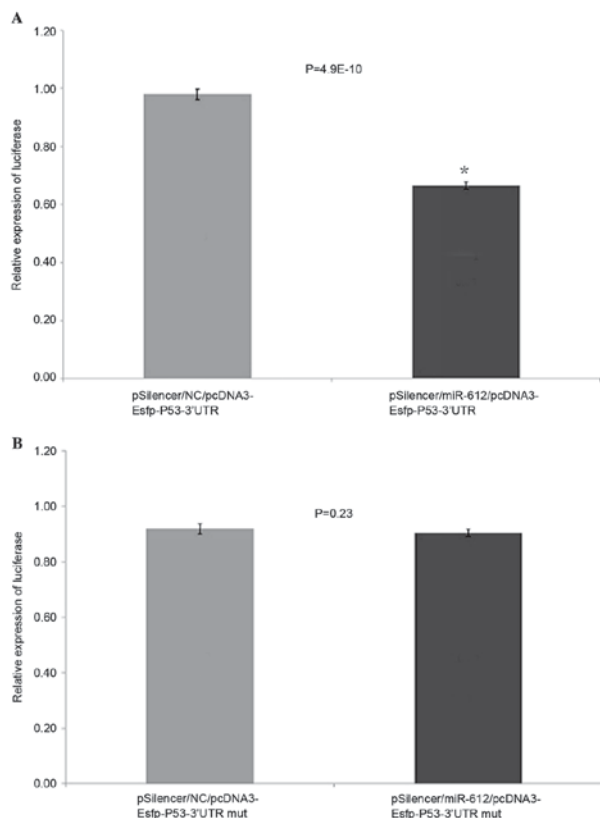 A
1.20
P=4.9E-10
1.00
0.80
*
0.60
0.40
0.20
0.00
Relative expression of luciferase
pSilencer/NC/pcDNA3-
Esfp-P53-3'UTR
pSilencer/miR-612/pcDNA3-
Esfp-P53-3'UTR
B
1.20
P=0.23
1.00
0.80
0.60
0.40
0.20
0.00
Relative expression of luciferase
pSilencer/NC/pcDNA3-
Esfp-P53-3'UTR mut
pSilencer/miR-612/pcDNA3-
Esfp-P53-3'UTR mut